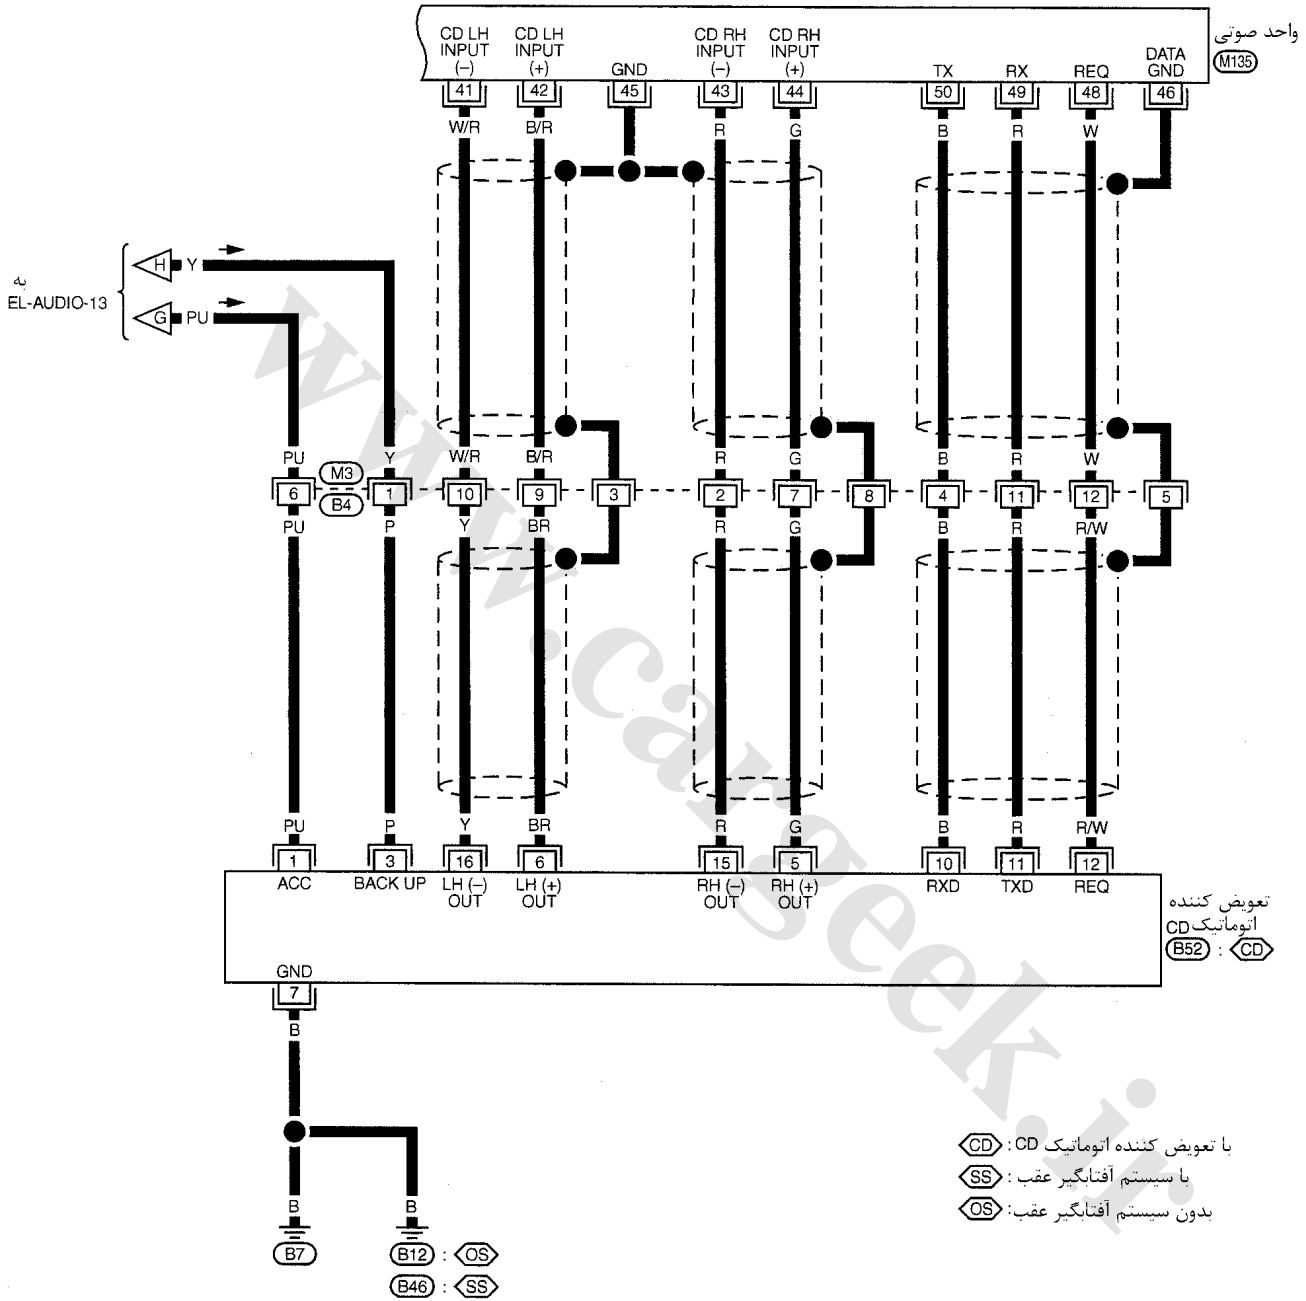 واحد صوتی
M135
CD LH INPUT (–)
CD LH INPUT (+)
GND
CD RH INPUT (–)
CD RH INPUT (+)
TX
RX
REQ
DATA GND
41 42 45 43 44 50 49 48 46
W/R B/R R G B R W
H Y
G PU
به
EL-AUDIO-13
PU Y W/R B/R R G B R W
M3
6 1 10 9 3 2 7 8 4 11 12 5
B4
PU P Y BR R G B R R/W
PU P Y BR R G B R R/W
1 3 16 6 15 5 10 11 12
ACC
BACK UP
LH (–) OUT
LH (+) OUT
RH (–) OUT
RH (+) OUT
RXD
TXD
REQ
تعویض کننده
اتوماتیک CD
B52 : CD
GND
7
B
B B
B7
B12 : OS
B46 : SS
با تعویض کننده اتوماتیک CD : CD
با سیستم آفتابگیر عقب : SS
بدون سیستم آفتابگیر عقب: OS
www.cargeek.ir